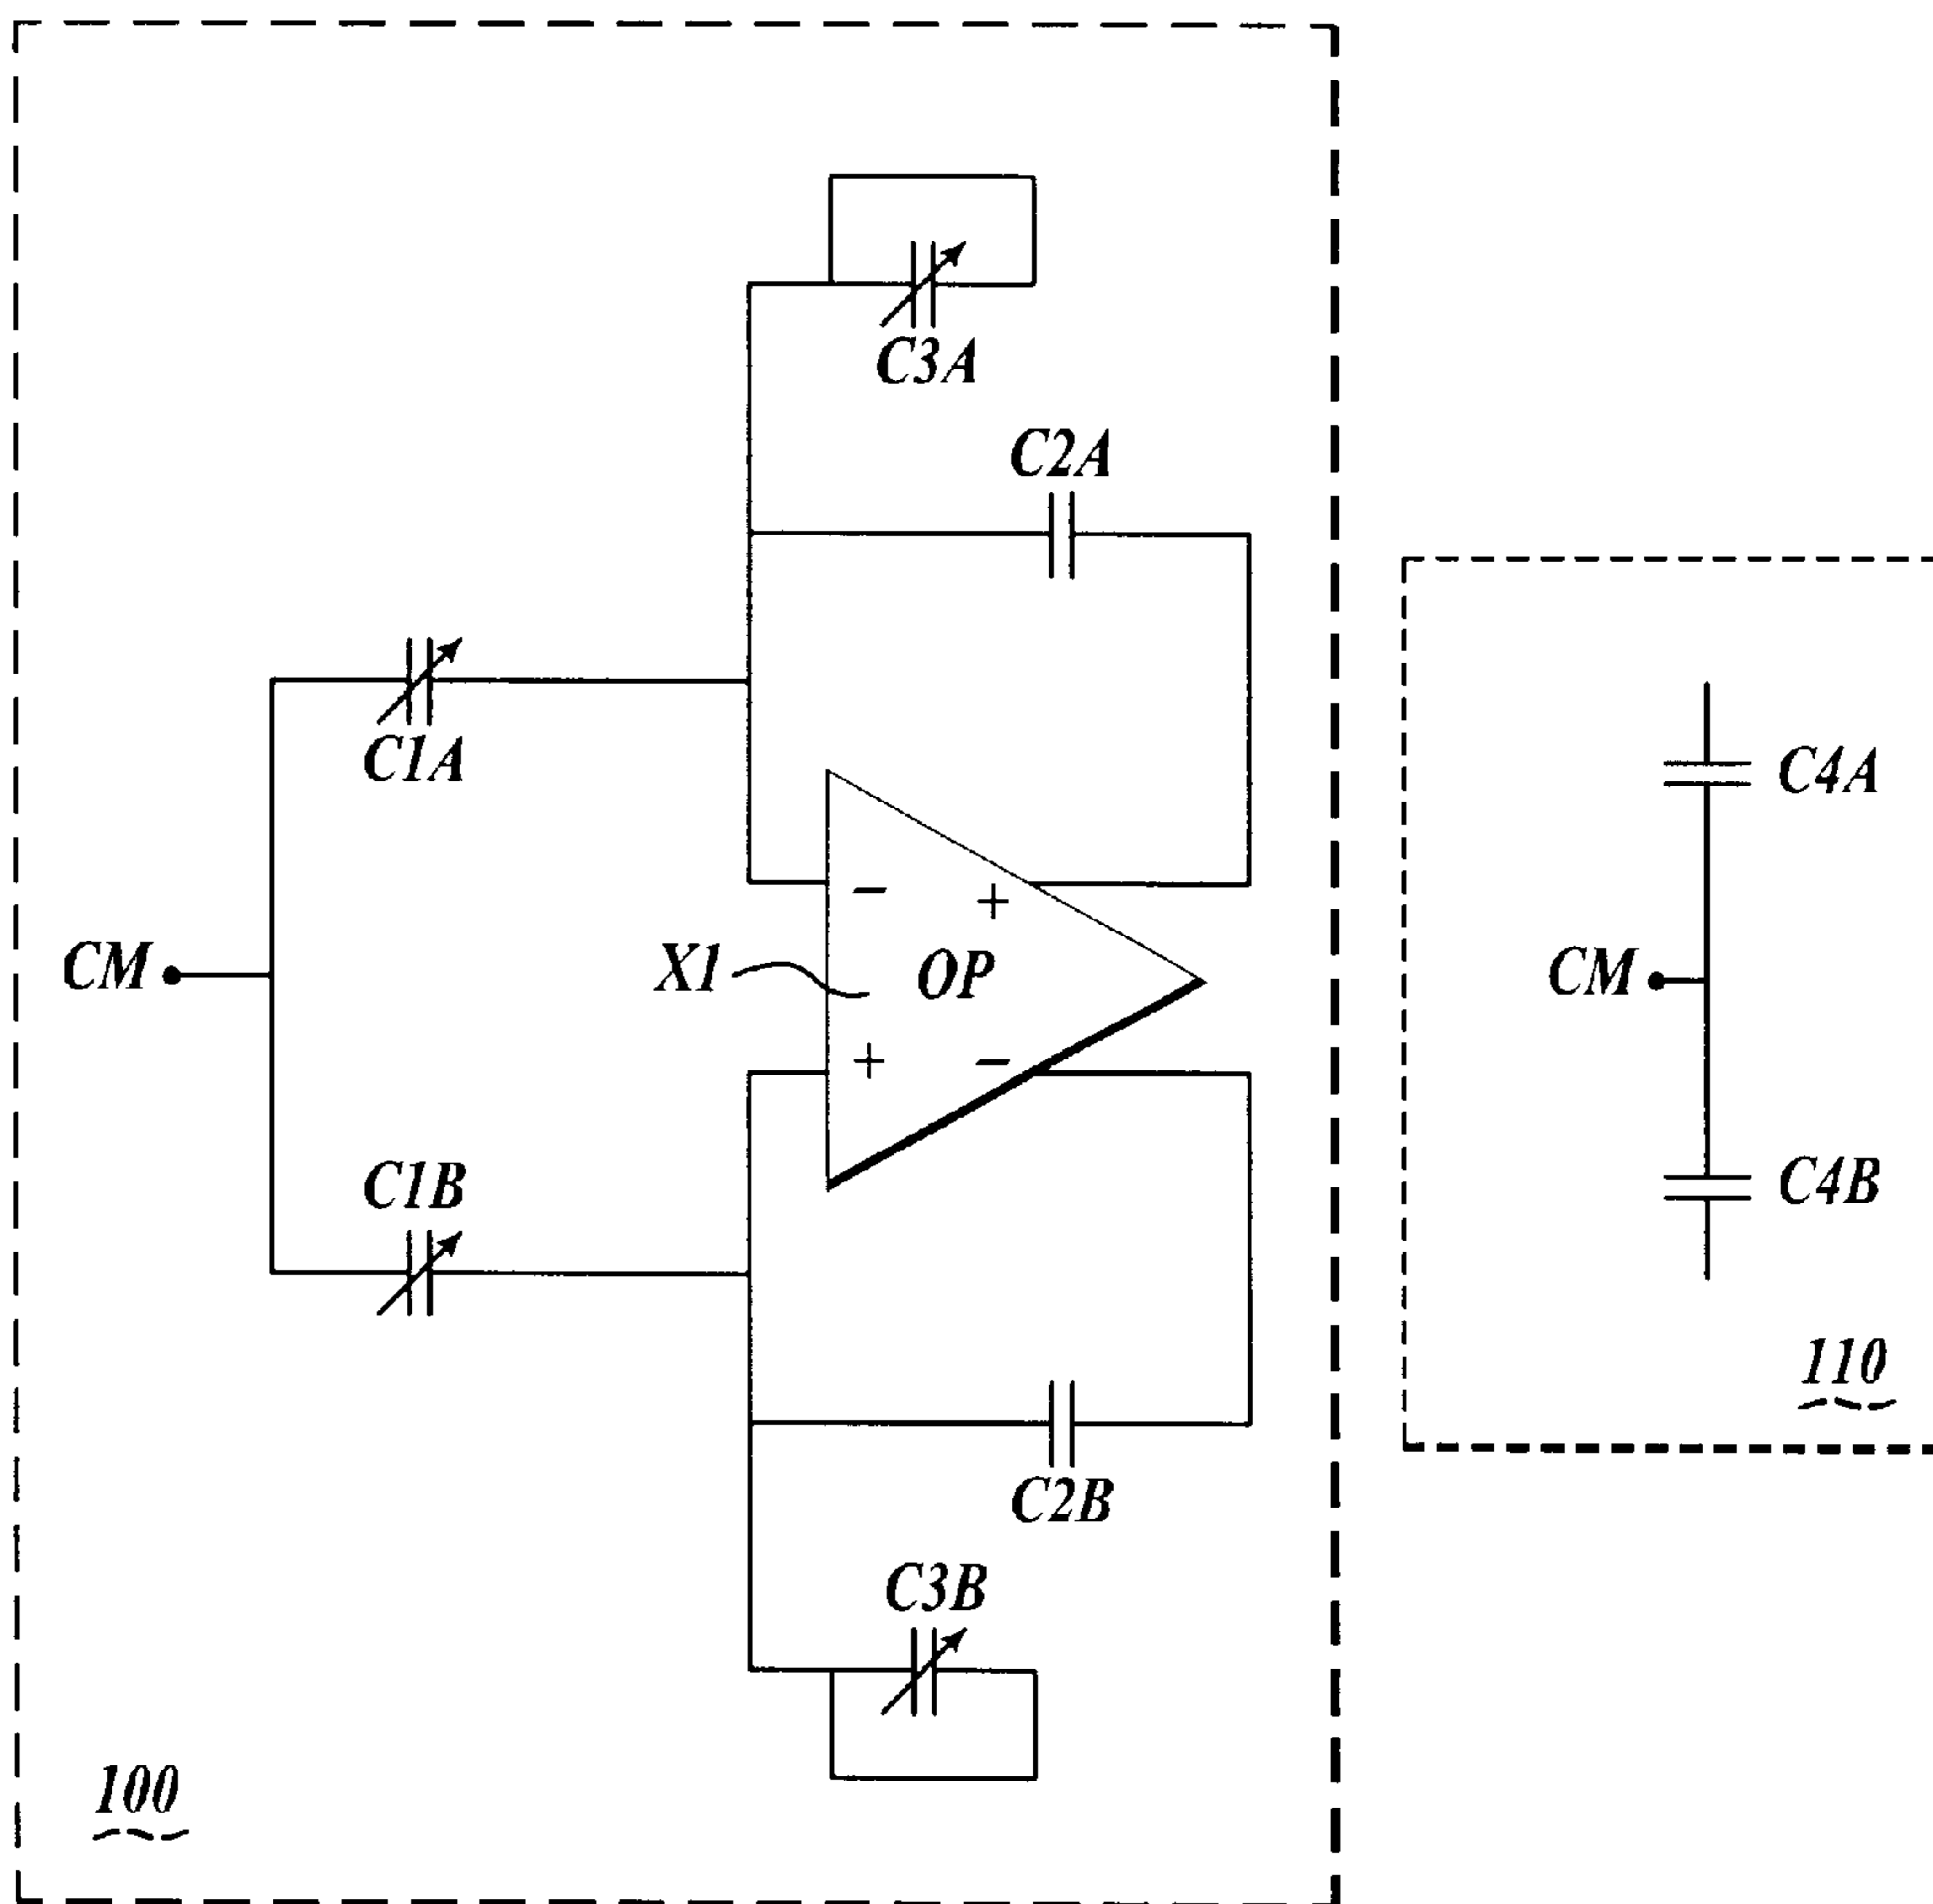 C3A
C2A
C1A
C4A
- +
CM X1 OP CM
+ -
C1B
C4B
110
C2B
C3B
100